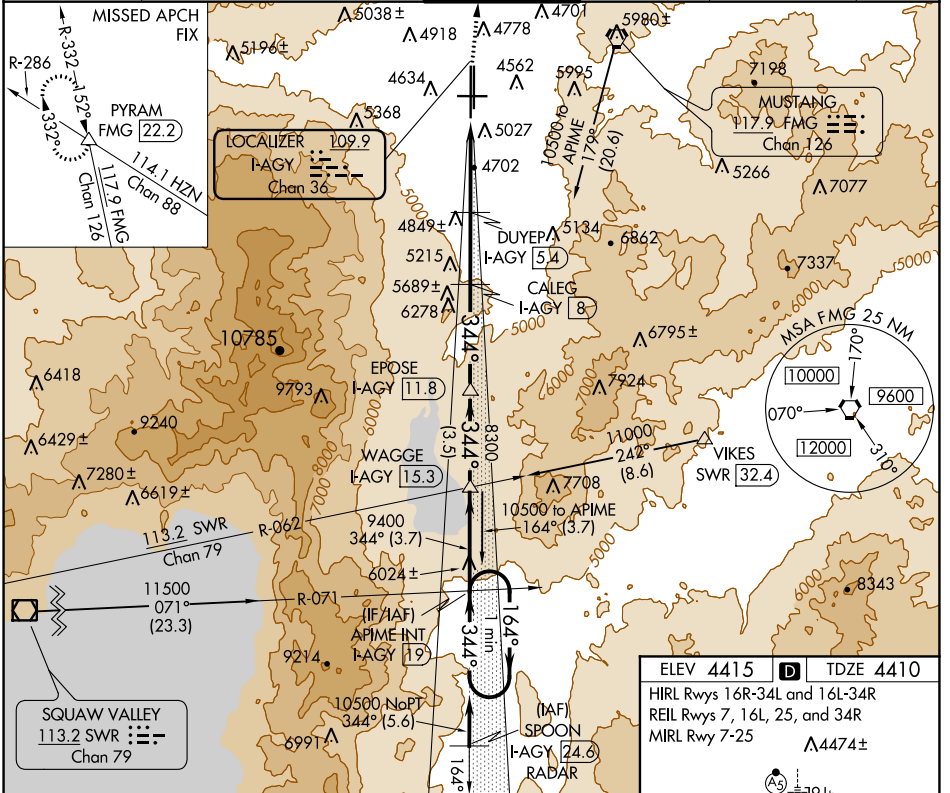 MISSED APCH
FIX
R-332
R-286
152°
332°
PYRAM
FMG 22.2
114.1 HZN
Chan 88
117.9 FMG
Chan 126
5038±
4918
4778
4701
5980±
5196±
4634
4562
5995
7198
5368
LOCALIZER 109.9
I-AGY
Chan 36
5027
4702
10500 to
APIME
179°
(20.6)
MUSTANG
117.9 FMG
Chan 126
5266
7077
5000
4849±
DUYEP
I-AGY 5.4
5134
6862
5215
5689±
6278
CALEG
I-AGY 8
7337
5000
6000
5000
10785
344°
6795±
MSA FMG 25 NM
170°
10000
9600
070°
12000
310°
6418
9793
EPOSE
I-AGY 11.8
7924
6000
9240
(3.5)
8300
344°
6429±
7000
8000
WAGGE
I-AGY 15.3
11000
242°
(8.6)
VIKES
SWR 32.4
7280±
6619±
7708
10500 to APIME
164° (3.7)
113.2 SWR
Chan 79
R-062
9400
344° (3.7)
5000
6024±
8343
11500
071°
(23.3)
R-071
(IF/IAF)
APIME INT
I-AGY 19
344°
1 min
164°
9214
10500 NoPT
344° (5.6)
(IAF)
SPOON
I-AGY 24.6
RADAR
6991
164°
SQUAW VALLEY
113.2 SWR
Chan 79
ELEV 4415 D TDZE 4410
HIRL Rwys 16R-34L and 16L-34R
REIL Rwys 7, 16L, 25, and 34R
MIRL Rwy 7-25
4474±
A5